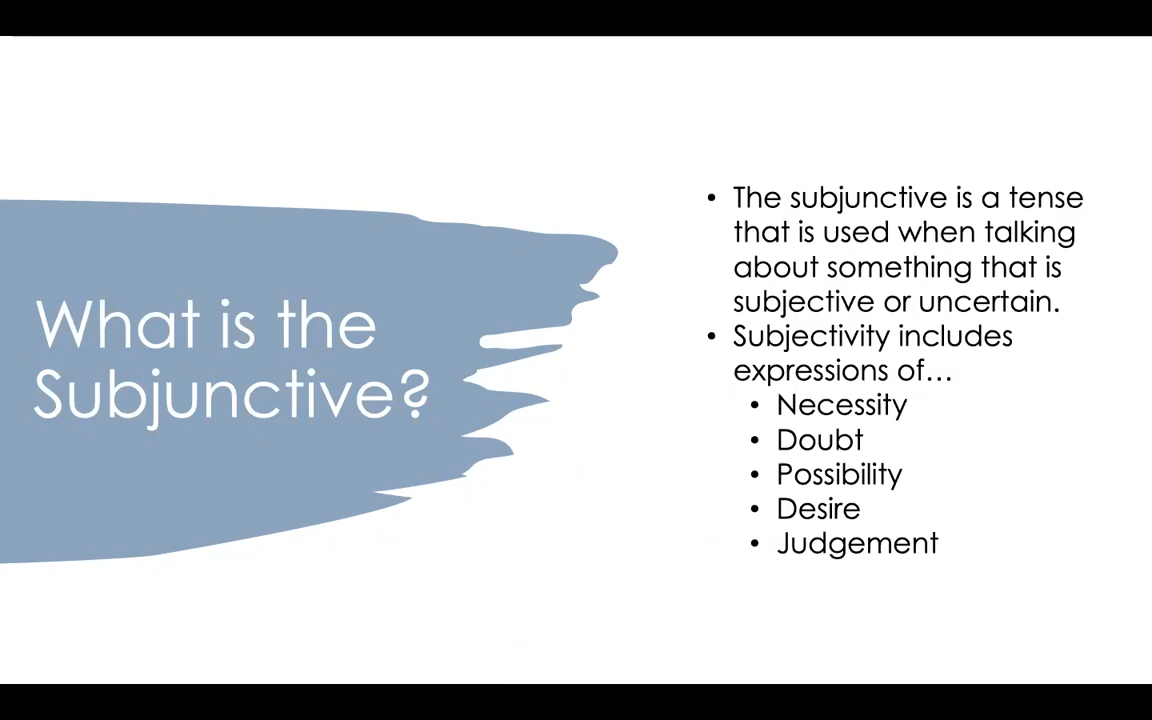 What is the
Subjunctive?
• The subjunctive is a tense
that is used when talking
about something that is
subjective or uncertain.
• Subjectivity includes
expressions of…
• Necessity
• Doubt
• Possibility
• Desire
• Judgement